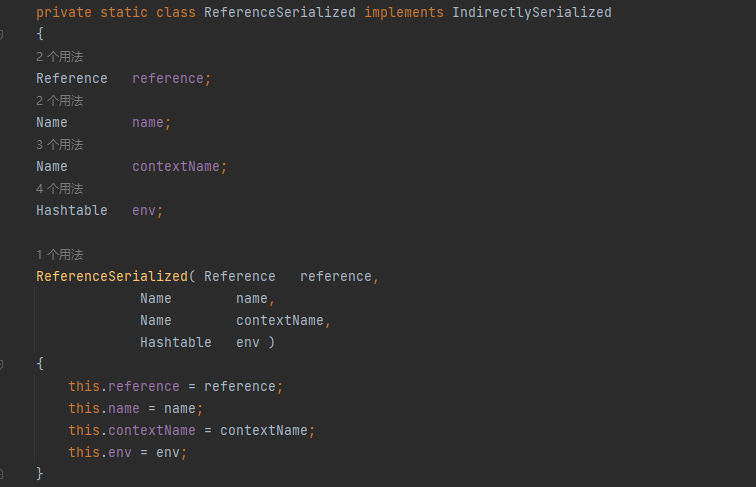 private static class ReferenceSerialized implements IndirectlySerialized
{
2 个用法
Reference   reference;
2 个用法
Name        name;
3 个用法
Name        contextName;
4 个用法
Hashtable   env;
1 个用法
ReferenceSerialized( Reference   reference,
             Name        name,
             Name        contextName,
             Hashtable   env )
{
    this.reference = reference;
    this.name = name;
    this.contextName = contextName;
    this.env = env;
}